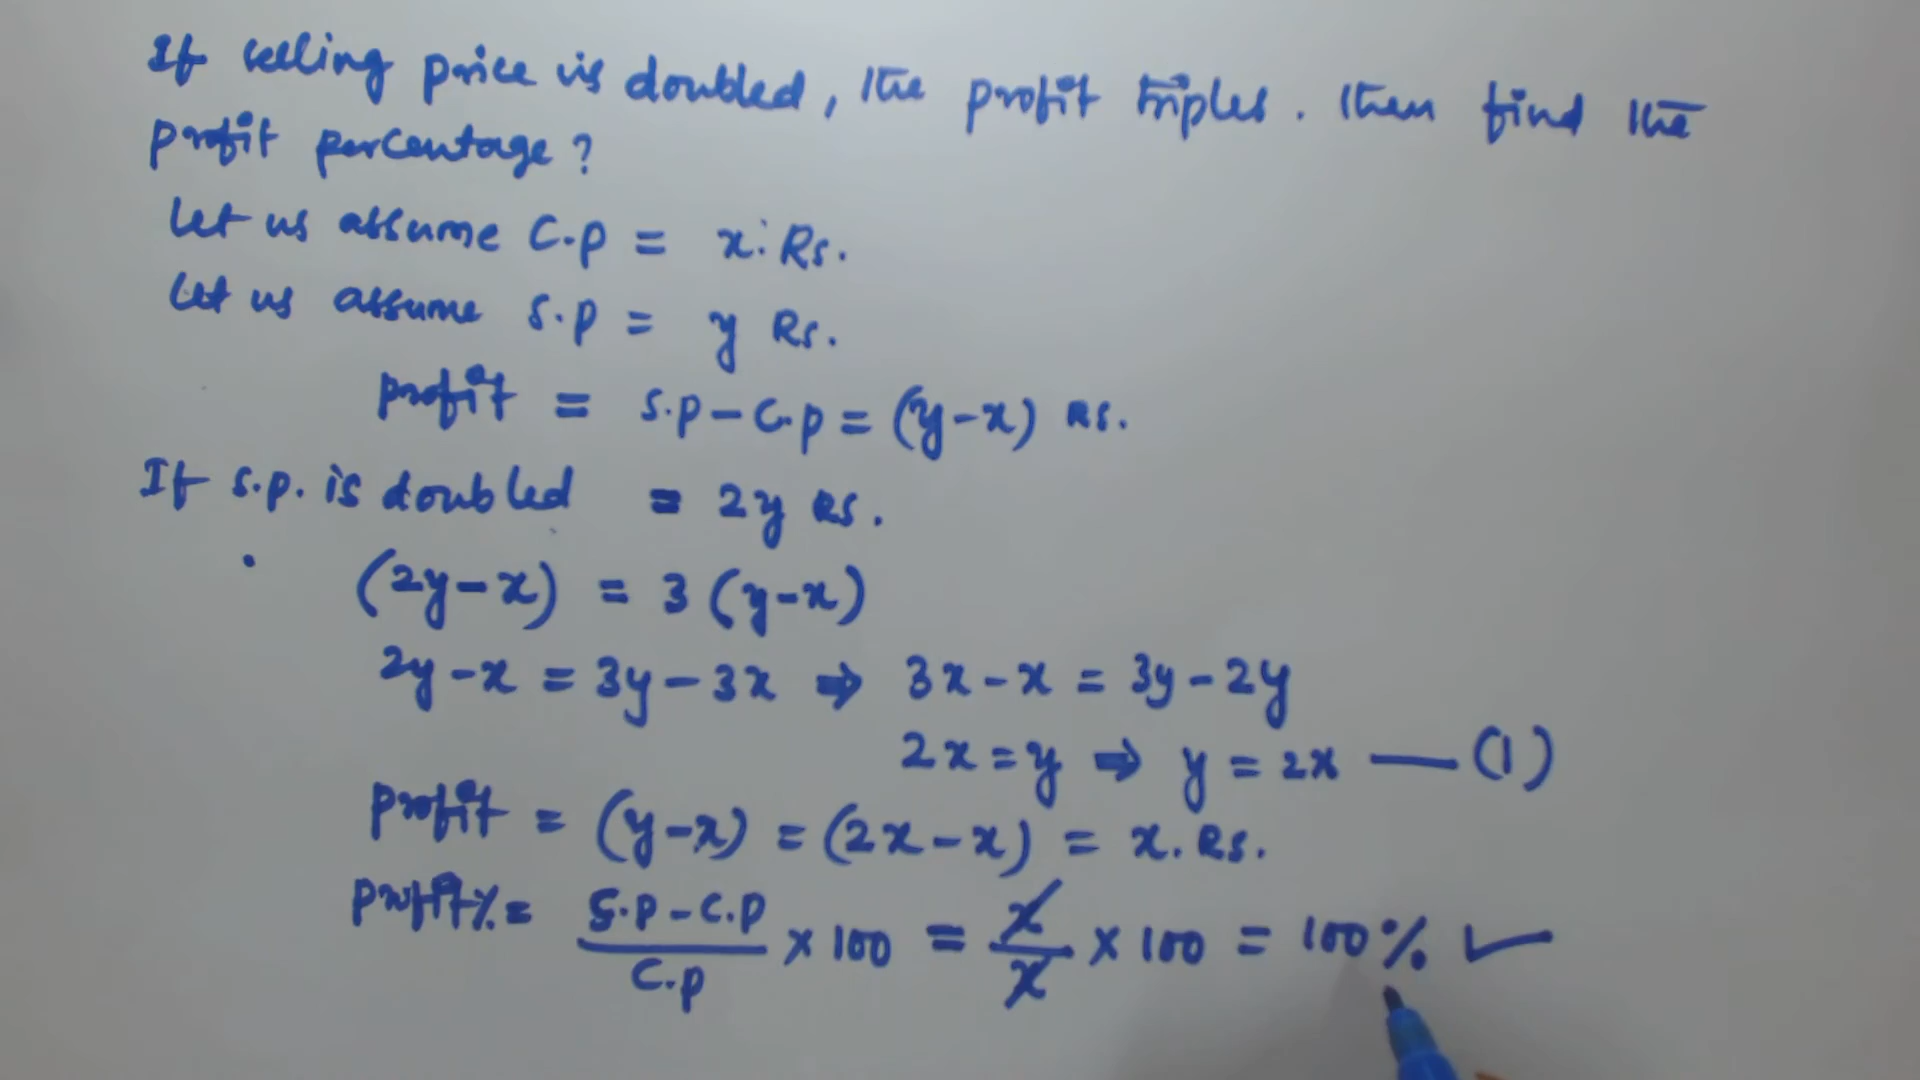 If selling price is doubled, the profit triples. Then find the
profit percentage?
Let us assume C.P = x. Rs.
Let us assume S.P = y Rs.
profit = S.P - C.P = (y-x) Rs.
If S.P. is doubled = 2y Rs.
(2y-x) = 3 (y-x)
2y-x = 3y-3x ⇒ 3x-x = 3y-2y
2x=y ⇒ y = 2x — (1)
profit = (y-x) = (2x-x) = x. Rs.
profit% = S.P-C.P/C.P x 100 = x/x x 100 = 100% ✓